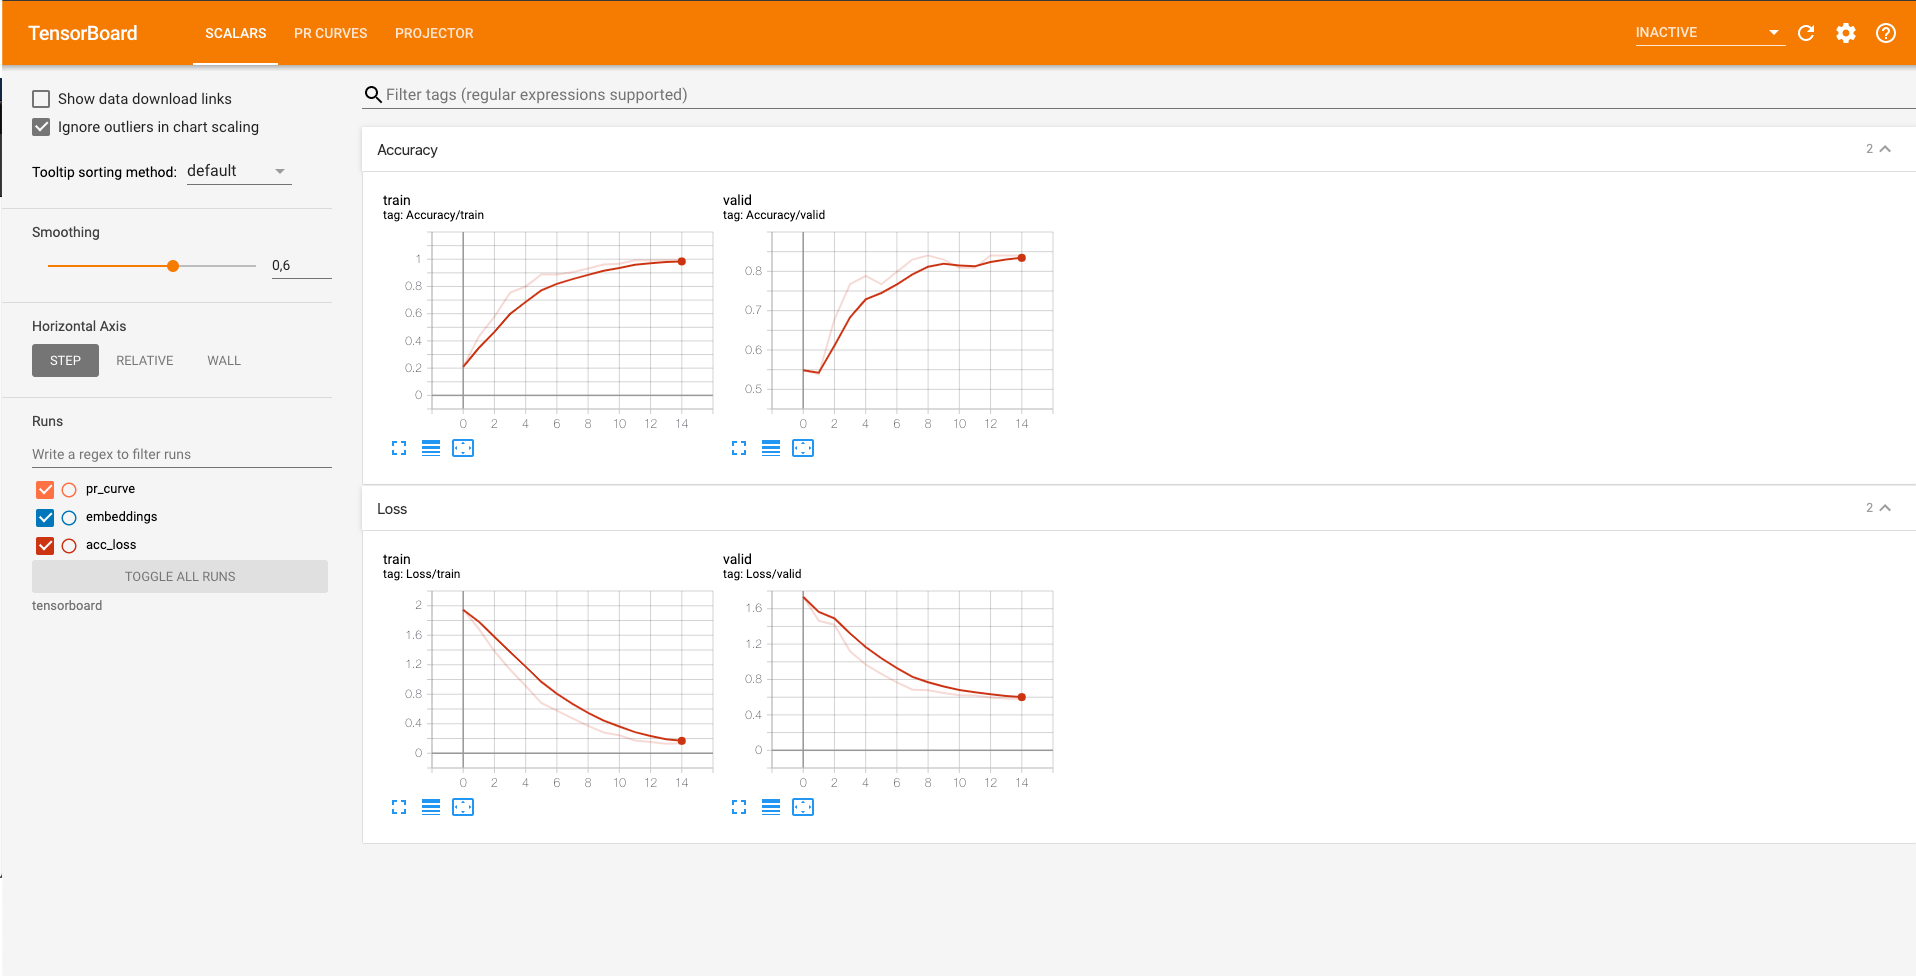 TensorBoard SCALARS PR CURVES PROJECTOR INACTIVE
Show data download links
Ignore outliers in chart scaling
Tooltip sorting method: default
Smoothing
0,6
Horizontal Axis
STEP RELATIVE WALL
Runs
Write a regex to filter runs
pr_curve
embeddings
acc_loss
TOGGLE ALL RUNS
tensorboard
Filter tags (regular expressions supported)
Accuracy 2
train
tag: Accuracy/train
1
0.8
0.6
0.4
0.2
0
0 2 4 6 8 10 12 14
valid
tag: Accuracy/valid
0.8
0.7
0.6
0.5
0 2 4 6 8 10 12 14
Loss 2
train
tag: Loss/train
2
1.6
1.2
0.8
0.4
0
0 2 4 6 8 10 12 14
valid
tag: Loss/valid
1.6
1.2
0.8
0.4
0
0 2 4 6 8 10 12 14